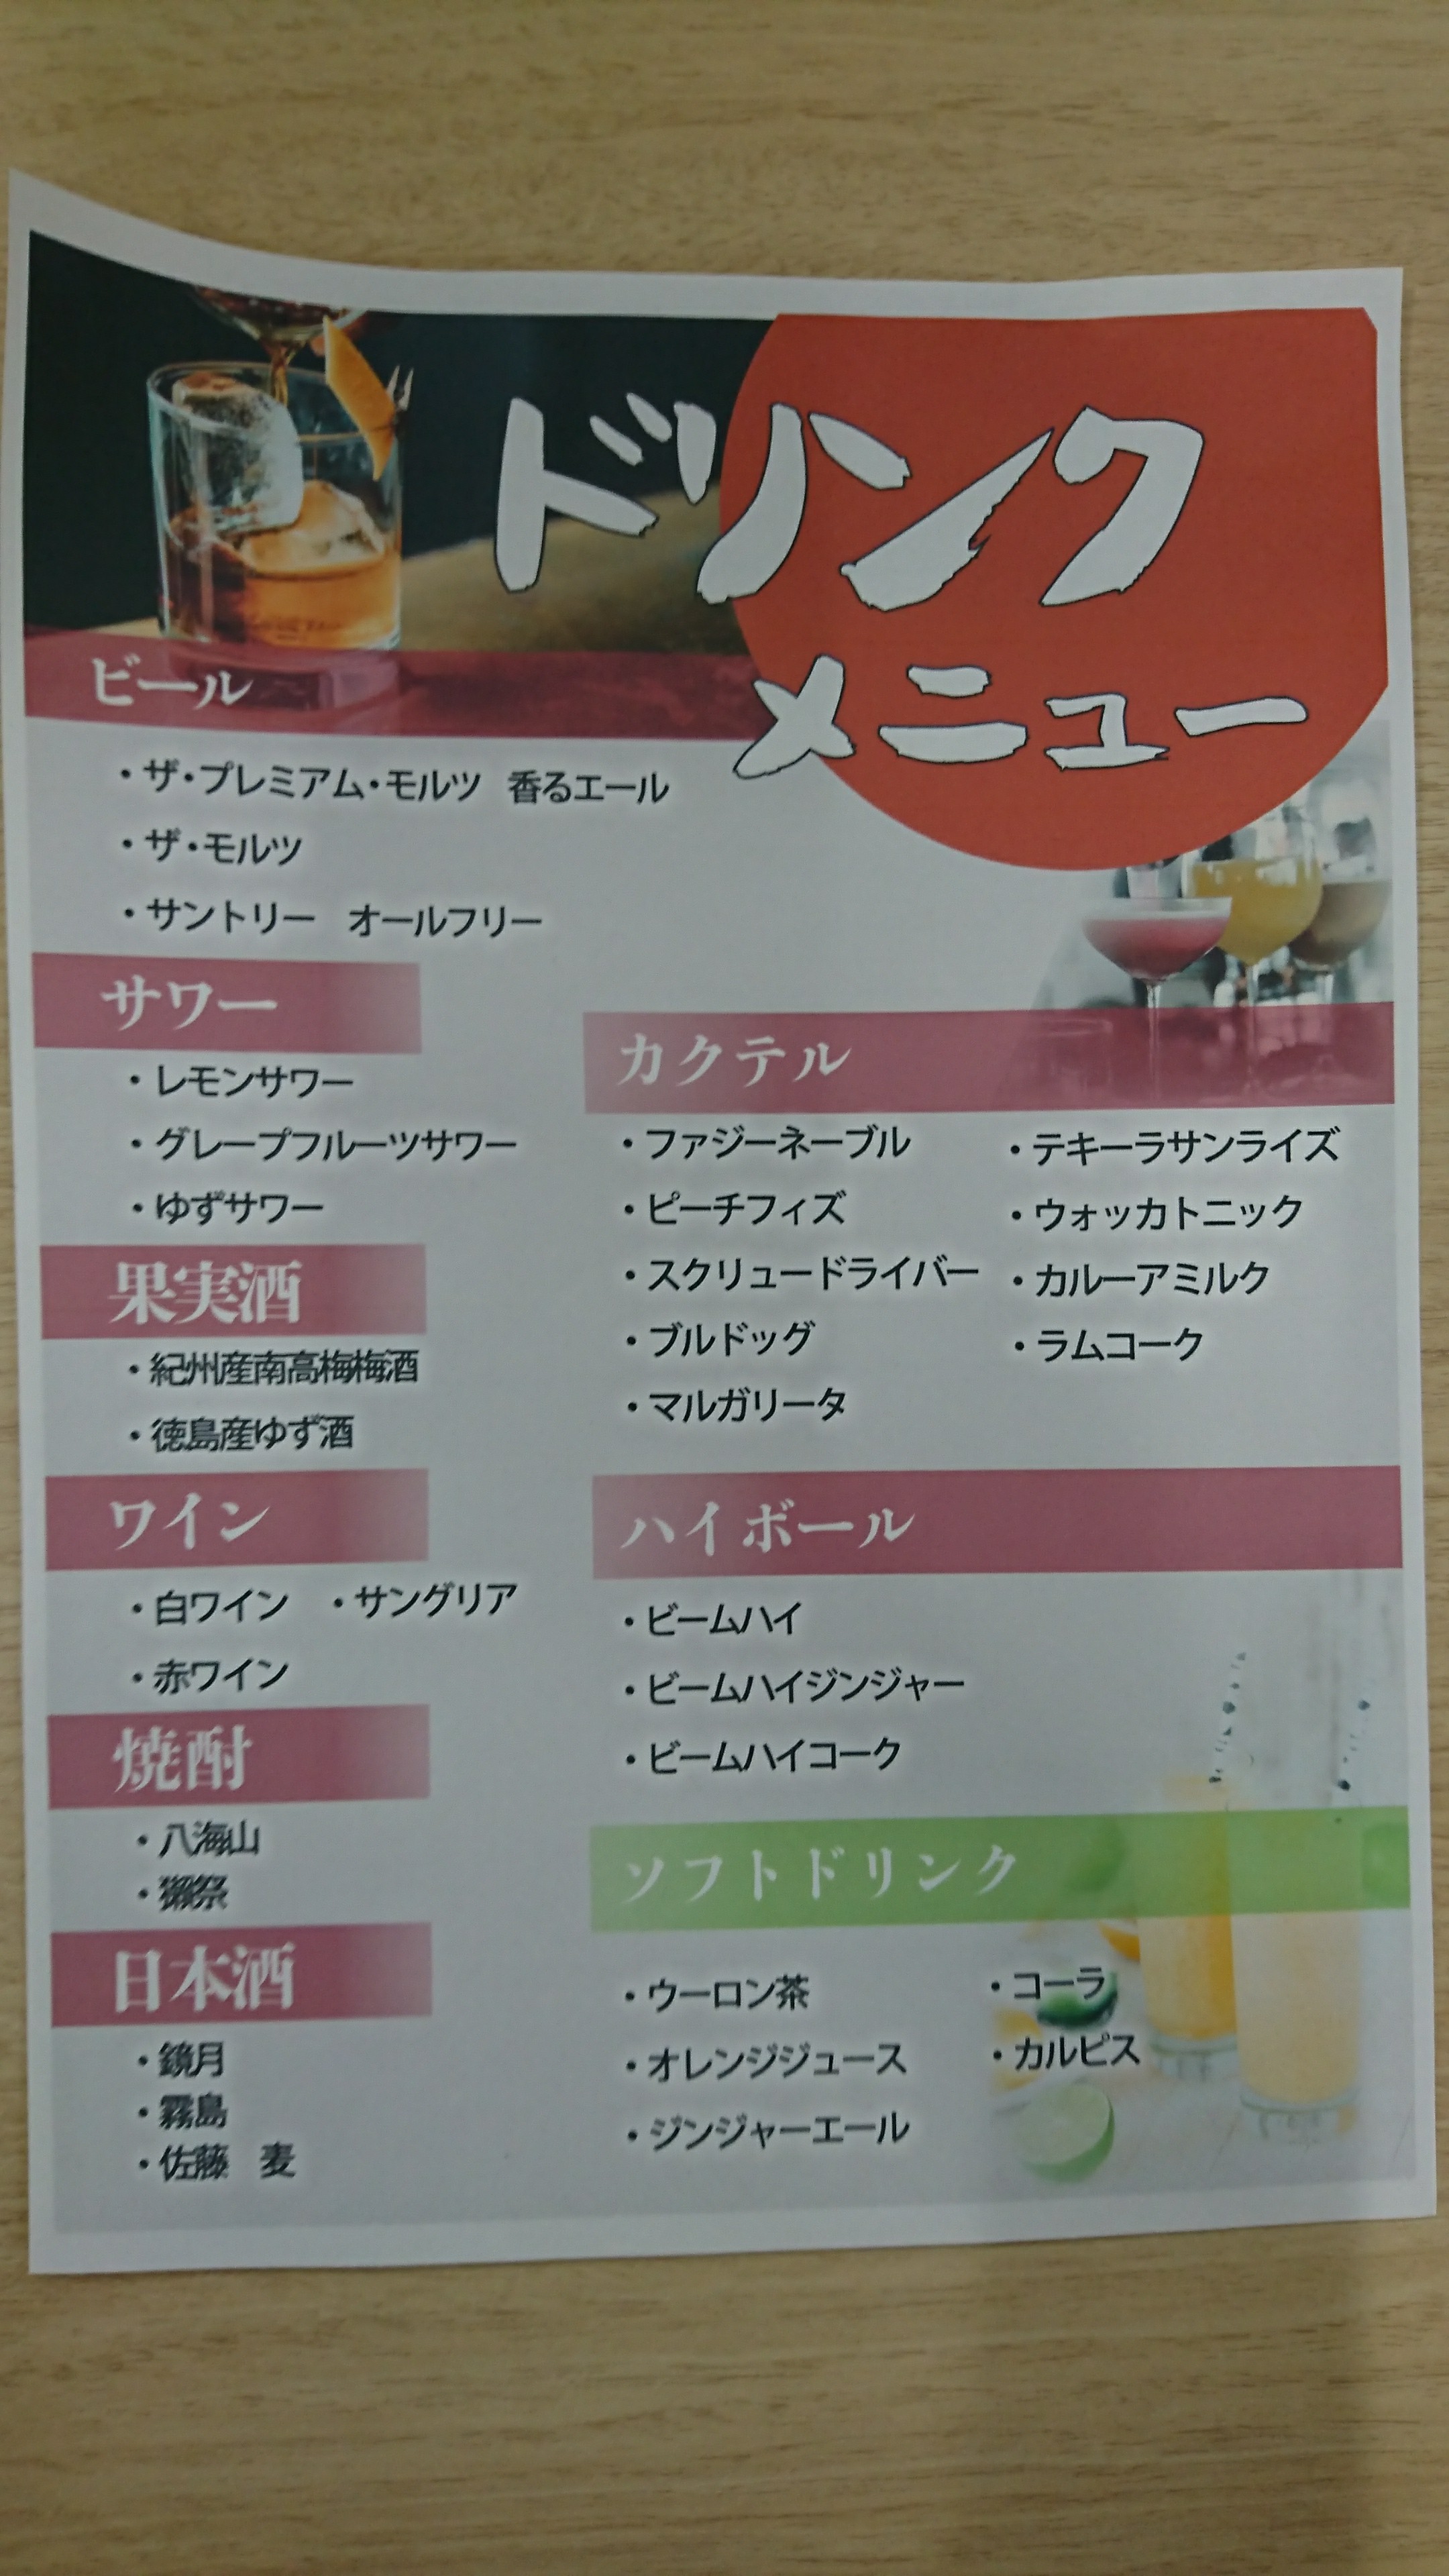 ドリンク
メニュー
ビール
・ザ・プレミアム・モルツ 香るエール
・ザ・モルツ
・サントリー オールフリー
サワー
・レモンサワー
・グレープフルーツサワー
・ゆずサワー
果実酒
・紀州産南高梅梅酒
・徳島産ゆず酒
ワイン
・白ワイン ・サングリア
・赤ワイン
焼酎
・八海山
・獺祭
日本酒
・鏡月
・霧島
・佐藤 麦
カクテル
・ファジーネーブル ・テキーラサンライズ
・ピーチフィズ ・ウォッカトニック
・スクリュードライバー ・カルーアミルク
・ブルドッグ ・ラムコーク
・マルガリータ
ハイボール
・ビームハイ
・ビームハイジンジャー
・ビームハイコーク
ソフトドリンク
・ウーロン茶 ・コーラ
・オレンジジュース ・カルピス
・ジンジャーエール